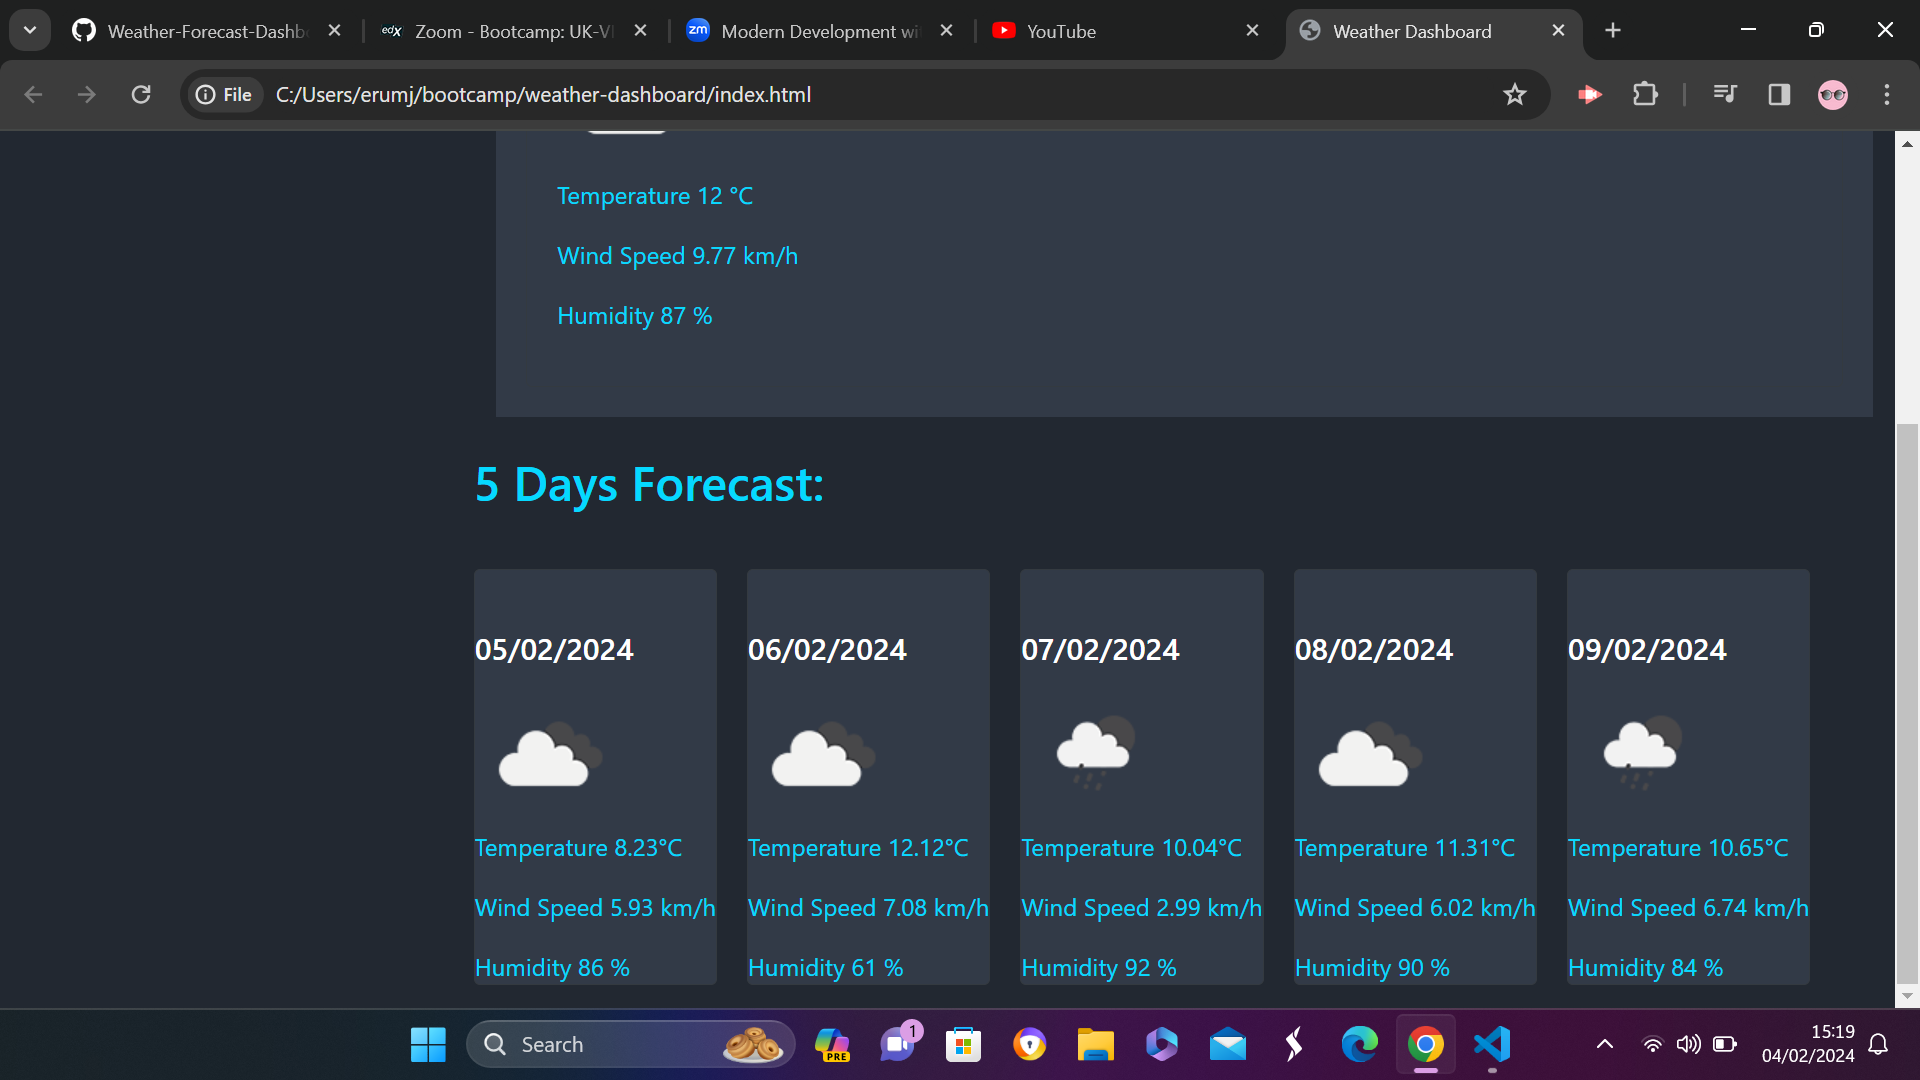 Weather-Forecast-Dashb
Zoom - Bootcamp: UK-VI
Modern Development wi
YouTube
Weather Dashboard
File
C:/Users/erumj/bootcamp/weather-dashboard/index.html
Temperature 12 °C
Wind Speed 9.77 km/h
Humidity 87 %
5 Days Forecast:
05/02/2024
06/02/2024
07/02/2024
08/02/2024
09/02/2024
Temperature 8.23°C
Temperature 12.12°C
Temperature 10.04°C
Temperature 11.31°C
Temperature 10.65°C
Wind Speed 5.93 km/h
Wind Speed 7.08 km/h
Wind Speed 2.99 km/h
Wind Speed 6.02 km/h
Wind Speed 6.74 km/h
Humidity 86 %
Humidity 61 %
Humidity 92 %
Humidity 90 %
Humidity 84 %
Search
PRE
1
15:19
04/02/2024
edX
zm